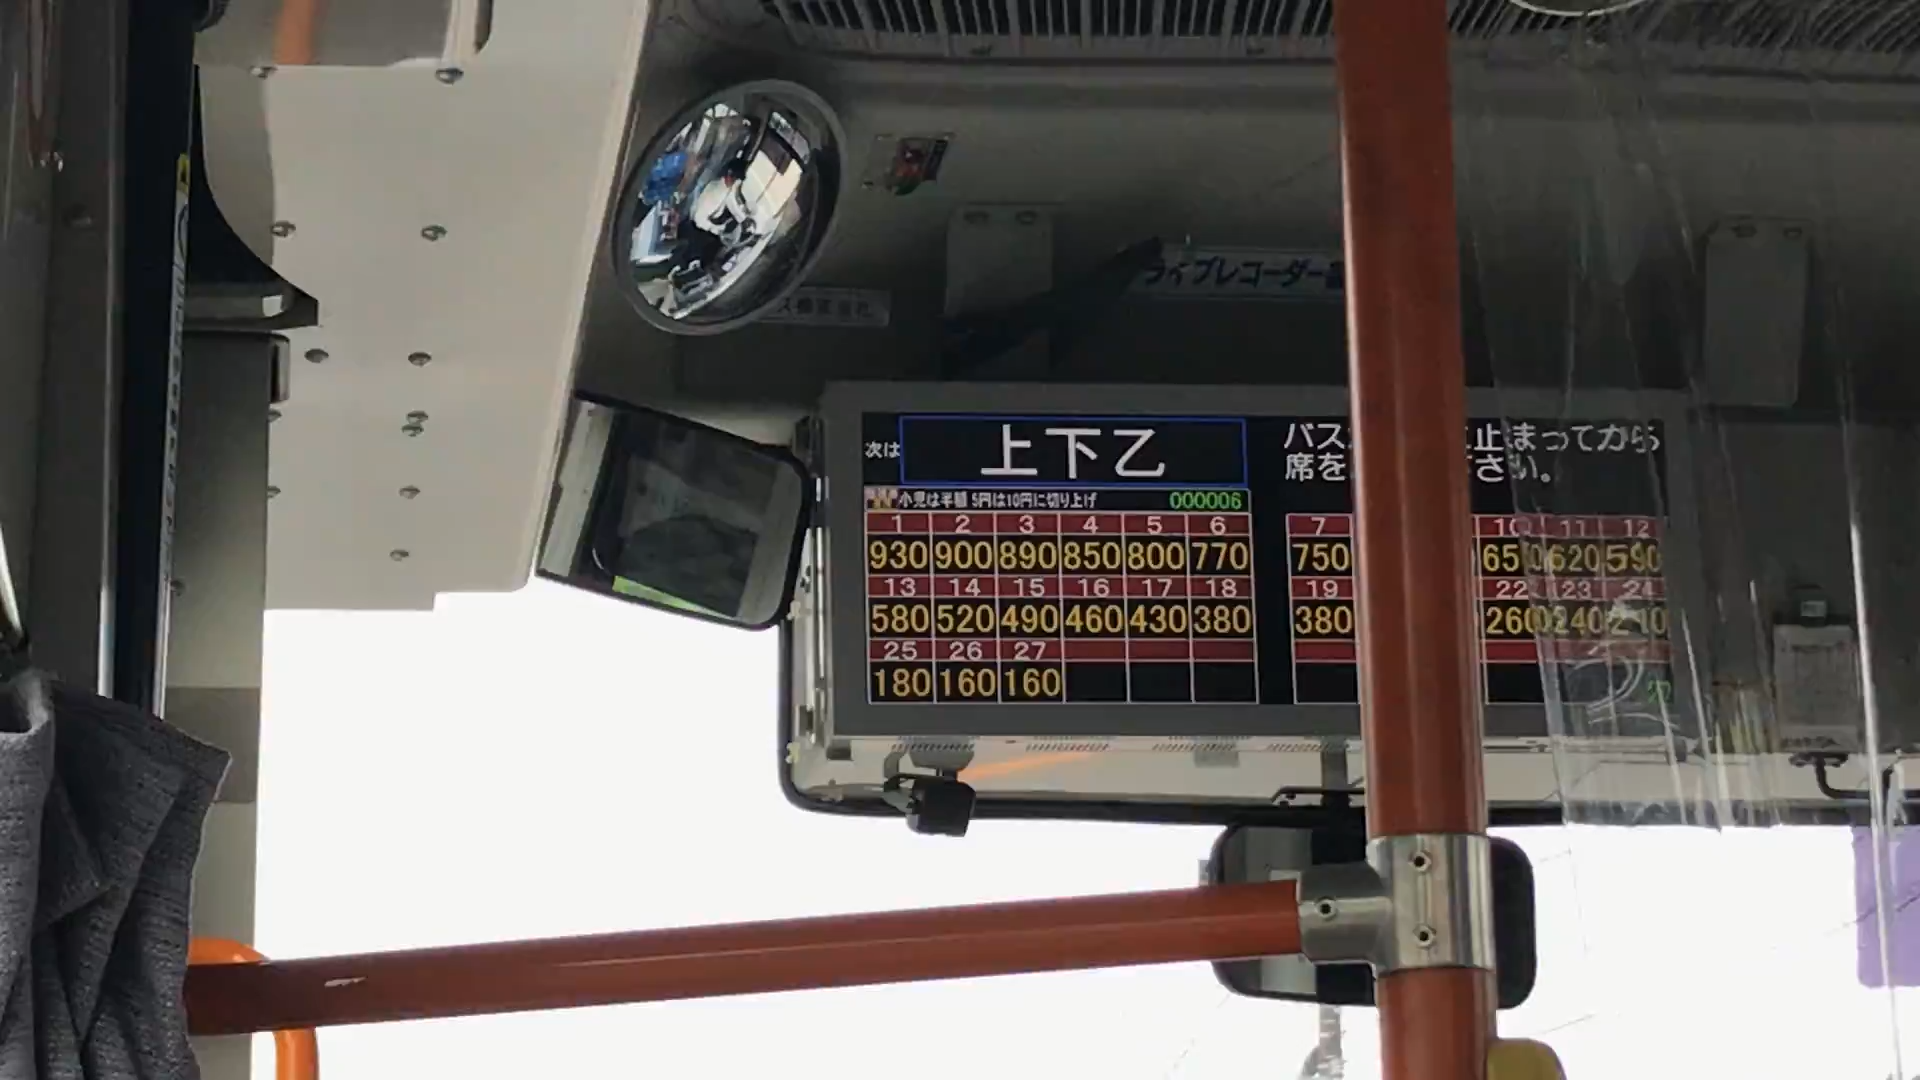 ライブレコーダー
次は 上下乙
バス 止まってから
席を さい。
小児は半額 5円は10円に切り上げ 000006
1 2 3 4 5 6 7 10 11 12
930 900 890 850 800 770 750 650 620 590
13 14 15 16 17 18 19 22 23 24
580 520 490 460 430 380 380 260 240 210
25 26 27
180 160 160